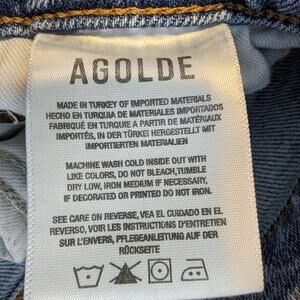 AGOLDE
MADE IN TURKEY OF IMPORTED MATERIALS
HECHO EN TURQUIA DE MATERIALES IMPORTADOS
FABRIQUÉ EN TURQUIE A PARTIR DE MATÉRIAUX
IMPORTÉS, IN DER TÜRKEI HERGESTELLT MIT
IMPORTIERTEN MATERIALIEN
MACHINE WASH COLD INSIDE OUT WITH
LIKE COLORS, DO NOT BLEACH,TUMBLE
DRY LOW, IRON MEDIUM IF NECESSARY,
IF DECORATED OR PRINTED DO NOT IRON.
SEE CARE ON REVERSE, VEA EL CUIDADO EN EL
REVERSO, VOIR LES INSTRUCTIONS D'ENTRETIEN
SUR L'ENVERS, PFLEGEANLEITUNG AUF DER
RÜCKSEITE